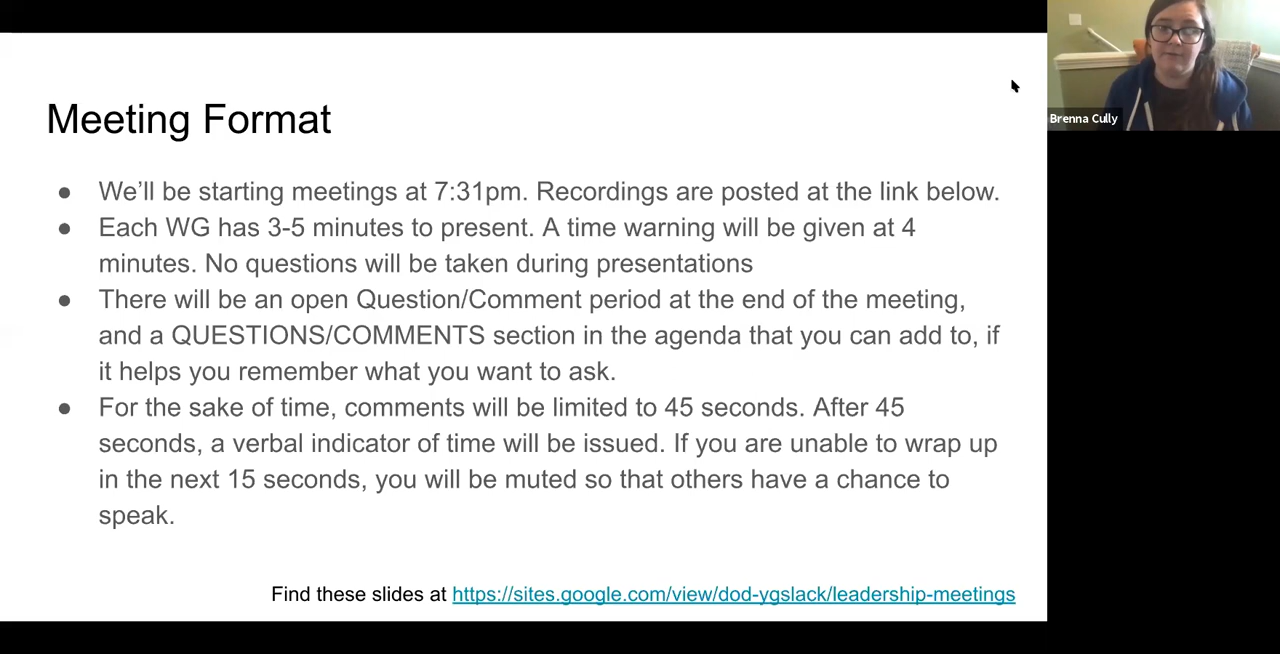 Meeting Format
● We’ll be starting meetings at 7:31pm. Recordings are posted at the link below.
● Each WG has 3-5 minutes to present. A time warning will be given at 4
minutes. No questions will be taken during presentations
● There will be an open Question/Comment period at the end of the meeting,
and a QUESTIONS/COMMENTS section in the agenda that you can add to, if
it helps you remember what you want to ask.
● For the sake of time, comments will be limited to 45 seconds. After 45
seconds, a verbal indicator of time will be issued. If you are unable to wrap up
in the next 15 seconds, you will be muted so that others have a chance to
speak.
Find these slides at https://sites.google.com/view/dod-ygslack/leadership-meetings
Brenna Cully